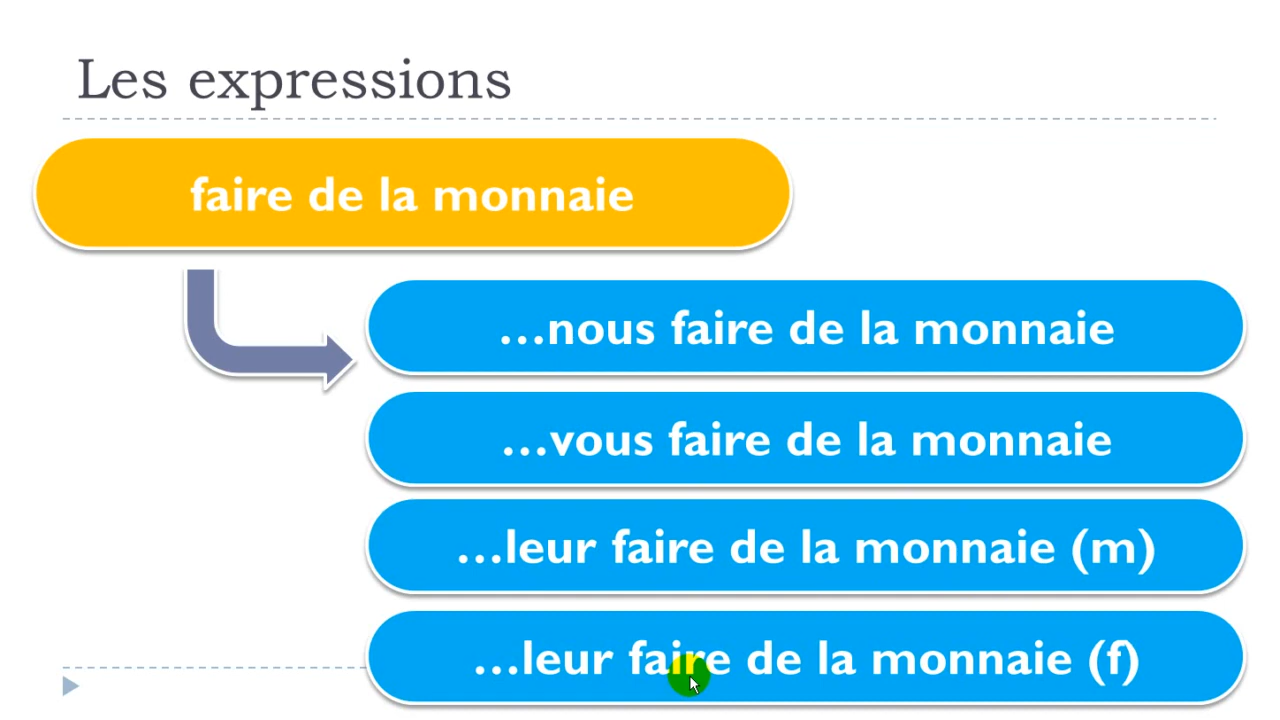 Les expressions
faire de la monnaie
...nous faire de la monnaie
...vous faire de la monnaie
...leur faire de la monnaie (m)
...leur faire de la monnaie (f)